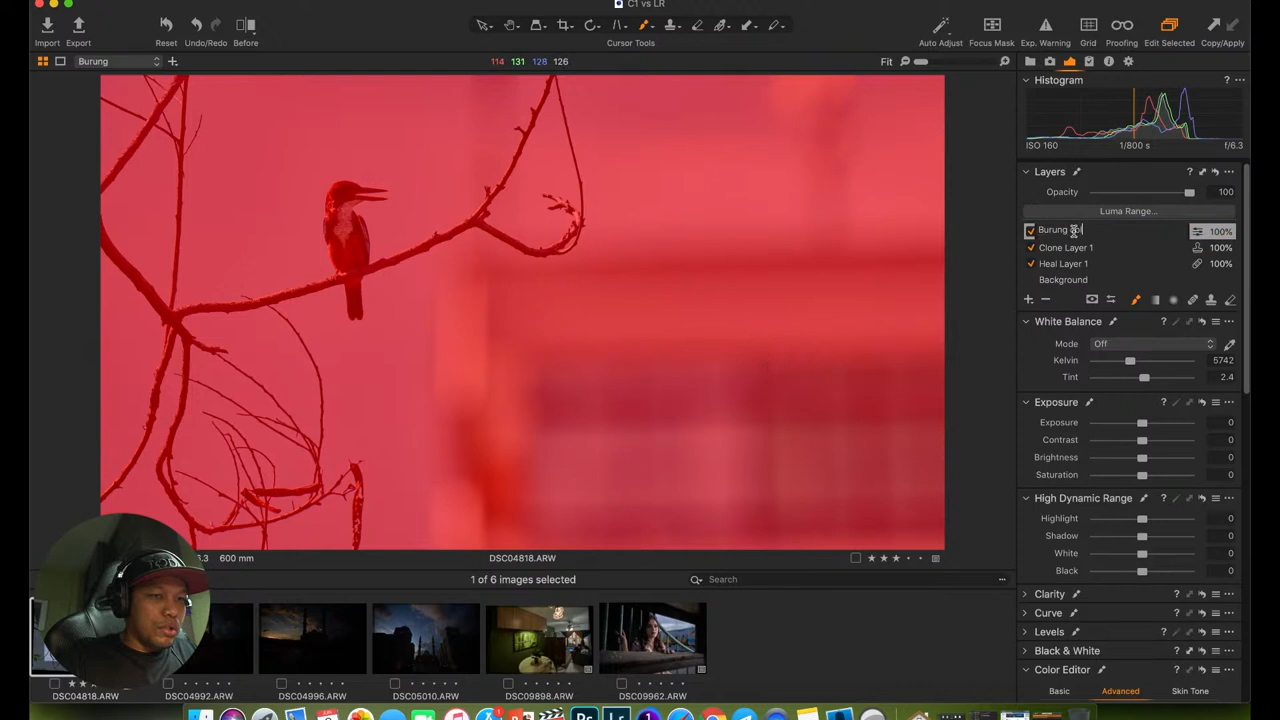 C1 vs LR
Import
Export
Reset
Undo/Redo
Before
Cursor Tools
Auto Adjust
Focus Mask
Exp. Warning
Grid
Proofing
Edit Selected
Copy/Apply
Burung
114 131 128 126
Fit
Histogram
ISO 160 1/800 s f/6.3
Layers
Opacity 100
Luma Range...
Burung
100%
Clone Layer 1 100%
Heal Layer 1 100%
Background
White Balance
Mode Off
Kelvin 5742
Tint 2.4
Exposure
Exposure 0
Contrast 0
Brightness 0
Saturation 0
High Dynamic Range
Highlight 0
Shadow 0
White 0
Black 0
Clarity
Curve
Levels
Black & White
Color Editor
Basic Advanced Skin Tone
600 mm
DSC04818.ARW
1 of 6 images selected
Search
DSC04818.ARW
DSC04992.ARW
DSC04996.ARW
DSC05010.ARW
DSC09898.ARW
DSC09962.ARW
Ps
Lr